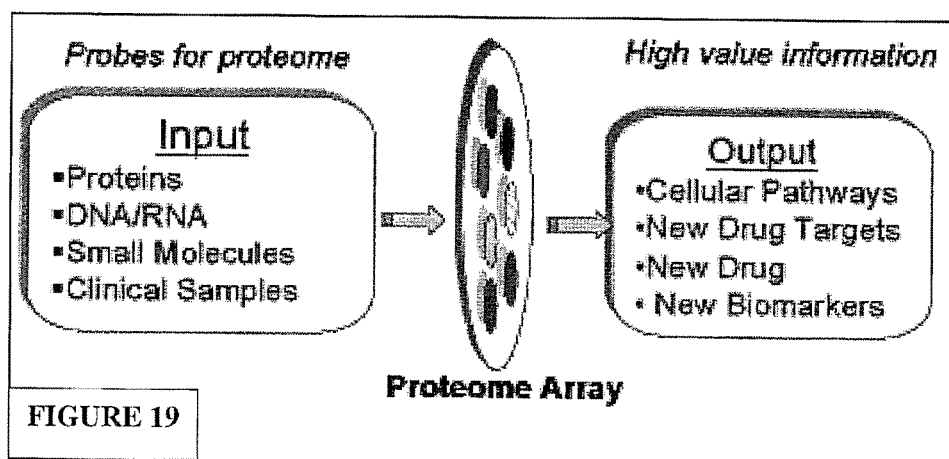 Probes for proteome
High value information
Input
▪Proteins
▪DNA/RNA
▪Small Molecules
▪Clinical Samples
Output
•Cellular Pathways
•New Drug Targets
•New Drug
• New Biomarkers
Proteome Array
FIGURE 19